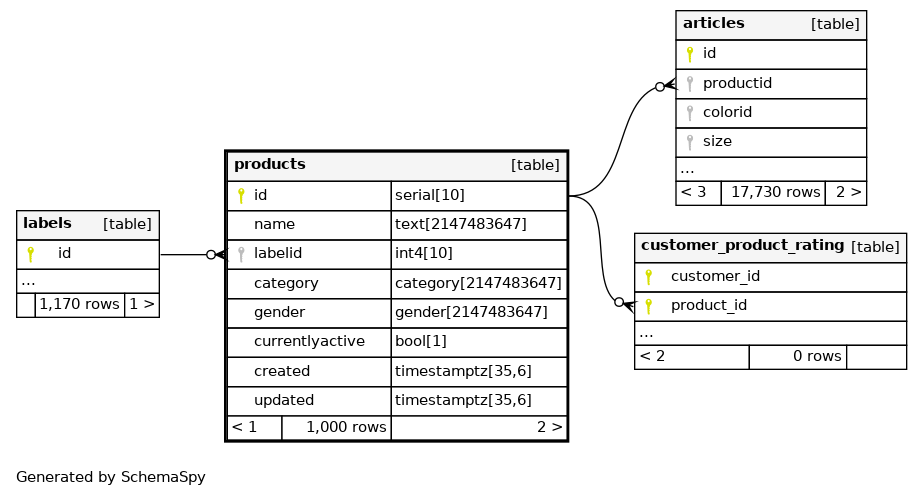 articles [table]
id
productid
colorid
size
...
< 3 17,730 rows 2 >
products [table]
id serial[10]
name text[2147483647]
labelid int4[10]
category category[2147483647]
gender gender[2147483647]
currentlyactive bool[1]
created timestamptz[35,6]
updated timestamptz[35,6]
< 1 1,000 rows 2 >
labels [table]
id
...
1,170 rows 1 >
customer_product_rating [table]
customer_id
product_id
...
< 2 0 rows
Generated by SchemaSpy